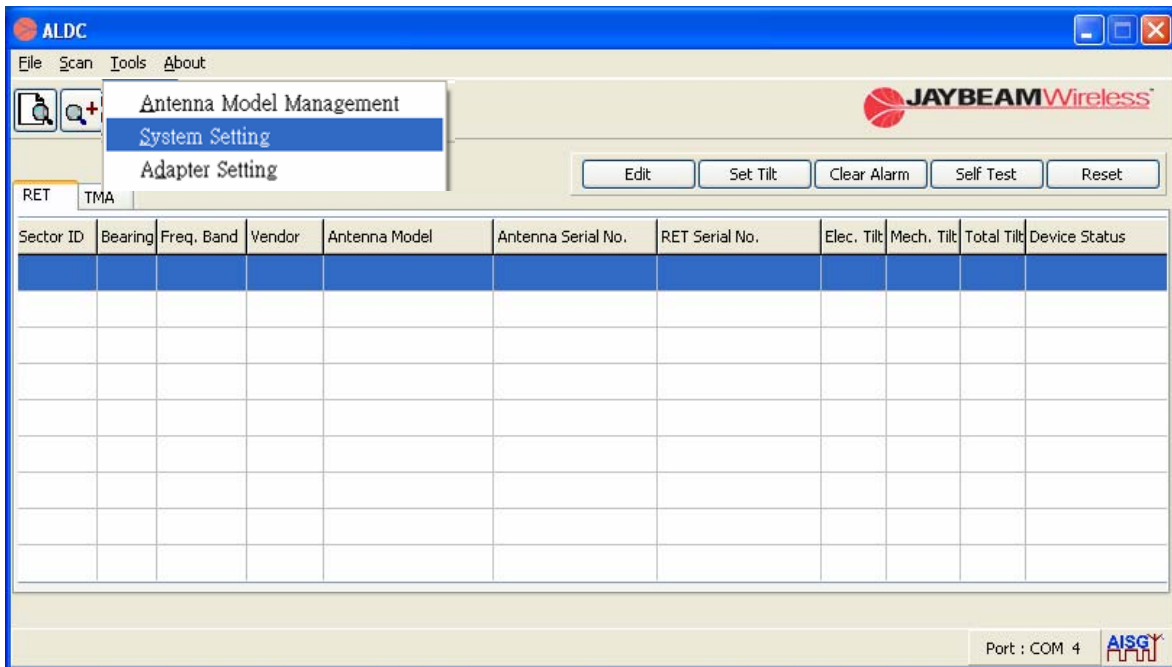 ALDC
File Scan Tools About
Antenna Model Management
System Setting
Adapter Setting
JAYBEAM Wireless
Edit Set Tilt Clear Alarm Self Test Reset
RET TMA
Sector ID Bearing Freq. Band Vendor Antenna Model Antenna Serial No. RET Serial No. Elec. Tilt Mech. Tilt Total Tilt Device Status
Port : COM 4 AISG